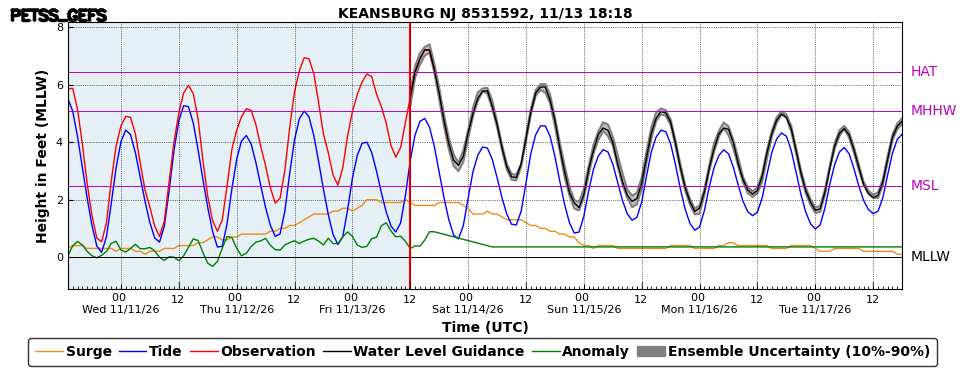 PETSS_GEFS
KEANSBURG NJ 8531592, 11/13 18:18
Height in Feet (MLLW)
8
6
4
2
0
HAT
MHHW
MSL
MLLW
00 12 00 12 00 12 00 12 00 12 00 12 00 12
Wed 11/11/26 Thu 11/12/26 Fri 11/13/26 Sat 11/14/26 Sun 11/15/26 Mon 11/16/26 Tue 11/17/26
Time (UTC)
Surge Tide Observation Water Level Guidance Anomaly Ensemble Uncertainty (10%-90%)